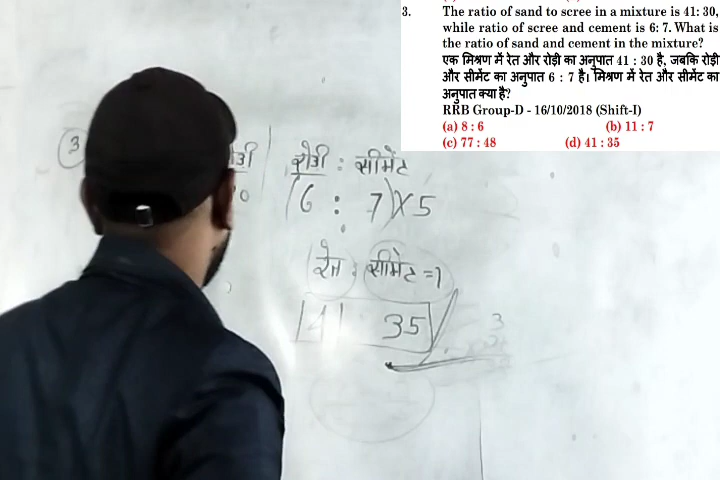 3. The ratio of sand to scree in a mixture is 41: 30,
while ratio of scree and cement is 6: 7. What is
the ratio of sand and cement in the mixture?
एक मिश्रण में रेत और रोड़ी का अनुपात 41 : 30 है, जबकि रोड़ी
और सीमेंट का अनुपात 6 : 7 है। मिश्रण में रेत और सीमेंट का
अनुपात क्या है?
RRB Group-D - 16/10/2018 (Shift-I)
(a) 8 : 6 (b) 11 : 7
(c) 77 : 48 (d) 41 : 35
3
रोड़ी : सीमेंट
(6 : 7)×5
रेत : सीमेंट = ?
41 35